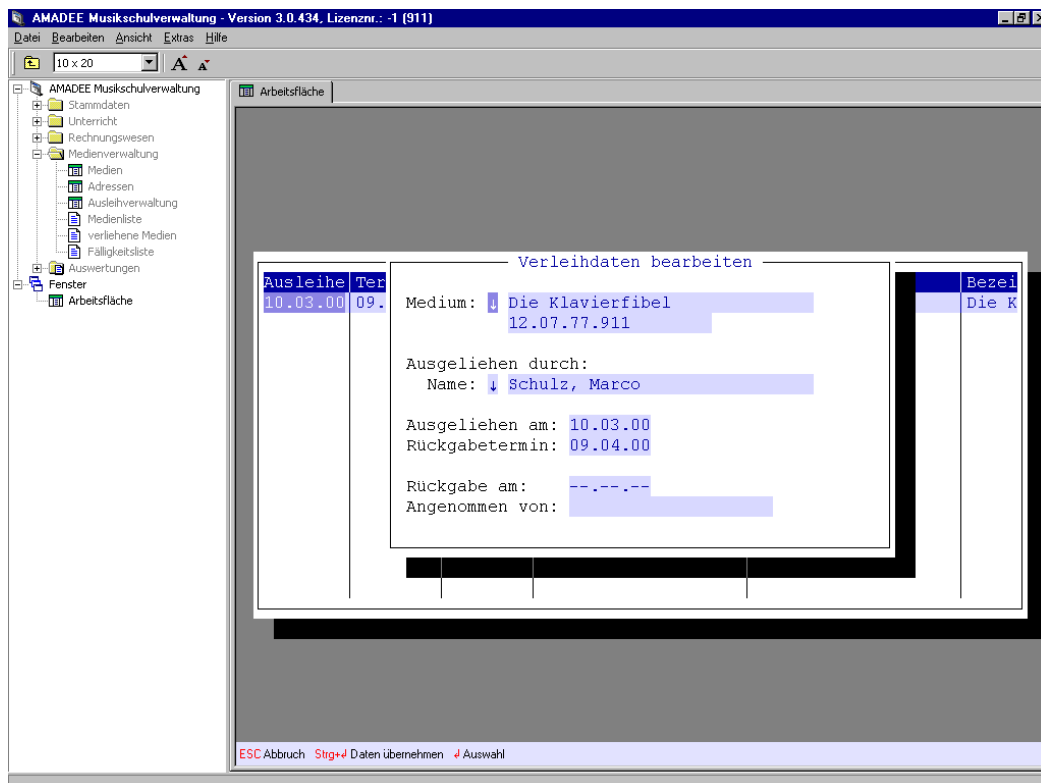 AMADEE Musikschulverwaltung - Version 3.0.434, Lizenznr.: -1 (911)
Datei Bearbeiten Ansicht Extras Hilfe
10 x 20 A A
AMADEE Musikschulverwaltung
Stammdaten
Unterricht
Rechnungswesen
Medienverwaltung
Medien
Adressen
Ausleihverwaltung
Medienliste
verliehene Medien
Fälligkeitsliste
Auswertungen
Fenster
Arbeitsfläche
Arbeitsfläche
Ausleihe Ter Bezei
10.03.00 09. Die K
Verleihdaten bearbeiten
Medium: ↓ Die Klavierfibel
12.07.77.911
Ausgeliehen durch:
Name: ↓ Schulz, Marco
Ausgeliehen am: 10.03.00
Rückgabetermin: 09.04.00
Rückgabe am: --.--.--
Angenommen von:
ESC Abbruch Strg+↵ Daten übernehmen ↵ Auswahl